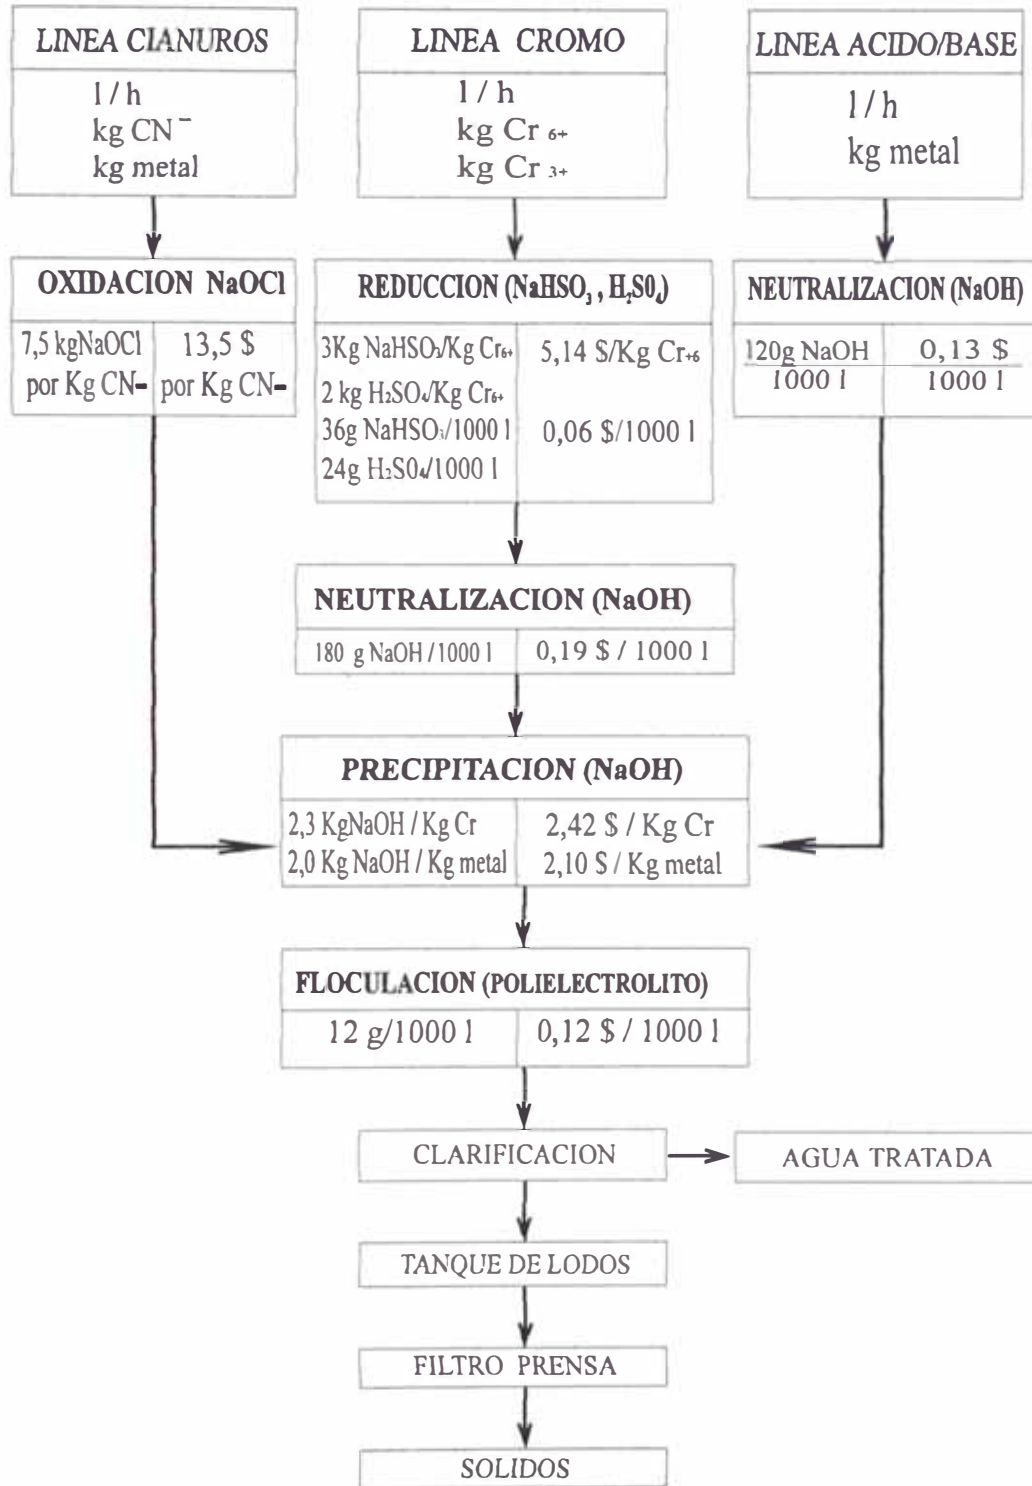 LINEA CIANUROS
l / h
kg CN⁻
kg metal
LINEA CROMO
l / h
kg Cr 6+
kg Cr 3+
LINEA ACIDO/BASE
l / h
kg metal
OXIDACION NaOCl
7,5 kgNaOCl
por Kg CN-
13,5 $
por Kg CN-
REDUCCION (NaHSO₃ , H₂SO₄)
3Kg NaHSO₃/Kg Cr6+
2 kg H₂SO₄/Kg Cr6+
36g NaHSO₃/1000 l
24g H₂SO₄/1000 l
5,14 $/Kg Cr+6
0,06 $/1000 l
NEUTRALIZACION (NaOH)
120g NaOH
1000 l
0,13 $
1000 l
NEUTRALIZACION (NaOH)
180 g NaOH /1000 l
0,19 $ / 1000 l
PRECIPITACION (NaOH)
2,3 KgNaOH / Kg Cr
2,0 Kg NaOH / Kg metal
2,42 $ / Kg Cr
2,10 $ / Kg metal
FLOCULACION (POLIELECTROLITO)
12 g/1000 l
0,12 $ / 1000 l
CLARIFICACION
AGUA TRATADA
TANQUE DE LODOS
FILTRO PRENSA
SOLIDOS